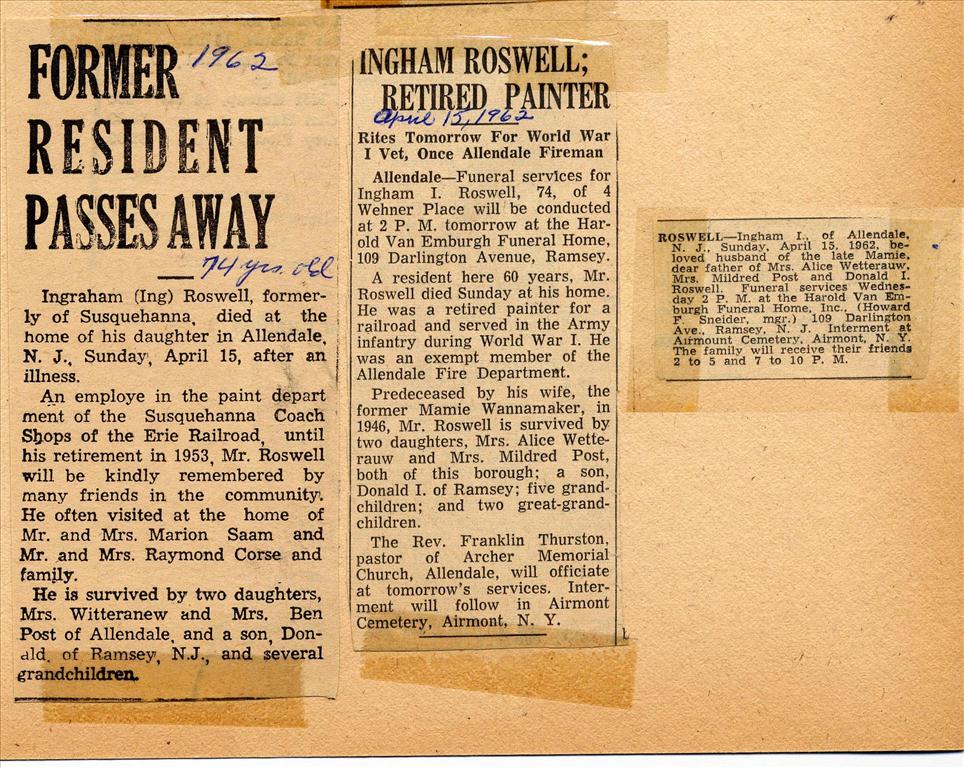 FORMER 1962
RESIDENT
PASSES AWAY
74 yrs. old
Ingraham (Ing) Roswell, former-
ly of Susquehanna, died at the
home of his daughter in Allendale,
N. J., Sunday, April 15, after an
illness.
An employe in the paint depart
ment of the Susquehanna Coach
Shops of the Erie Railroad, until
his retirement in 1953, Mr. Roswell
will be kindly remembered by
many friends in the community.
He often visited at the home of
Mr. and Mrs. Marion Saam and
Mr. and Mrs. Raymond Corse and
family.
He is survived by two daughters,
Mrs. Witteranew and Mrs. Ben
Post of Allendale, and a son, Don-
ald, of Ramsey, N.J., and several
grandchildren.
INGHAM ROSWELL;
RETIRED PAINTER
April 15, 1962
Rites Tomorrow For World War
I Vet, Once Allendale Fireman
Allendale—Funeral services for
Ingham I. Roswell, 74, of 4
Wehner Place will be conducted
at 2 P. M. tomorrow at the Har-
old Van Emburgh Funeral Home,
109 Darlington Avenue, Ramsey.
A resident here 60 years, Mr.
Roswell died Sunday at his home.
He was a retired painter for a
railroad and served in the Army
infantry during World War I. He
was an exempt member of the
Allendale Fire Department.
Predeceased by his wife, the
former Mamie Wannamaker, in
1946, Mr. Roswell is survived by
two daughters, Mrs. Alice Wette-
rauw and Mrs. Mildred Post,
both of this borough; a son,
Donald I. of Ramsey; five grand-
children; and two great-grand-
children.
The Rev. Franklin Thurston,
pastor of Archer Memorial
Church, Allendale, will officiate
at tomorrow's services. Inter-
ment will follow in Airmont
Cemetery, Airmont, N. Y.
ROSWELL—Ingham I., of Allendale,
N. J., Sunday, April 15, 1962, be-
loved husband of the late Mamie,
dear father of Mrs. Alice Wetterauw,
Mrs. Mildred Post and Donald I.
Roswell. Funeral services Wednes-
day 2 P. M. at the Harold Van Em-
burgh Funeral Home, Inc., (Howard
F. Sneider, mgr.) 109 Darlington
Ave., Ramsey, N. J. Interment at
Airmount Cemetery, Airmont, N. Y.
The family will receive their friends
2 to 5 and 7 to 10 P. M.